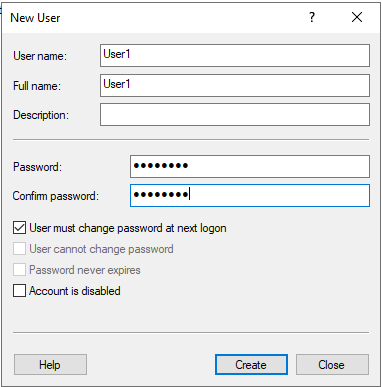 New User
User name: User1
Full name: User1
Description:
Password: ●●●●●●●●
Confirm password: ●●●●●●●●
User must change password at next logon
User cannot change password
Password never expires
Account is disabled
Help Create Close